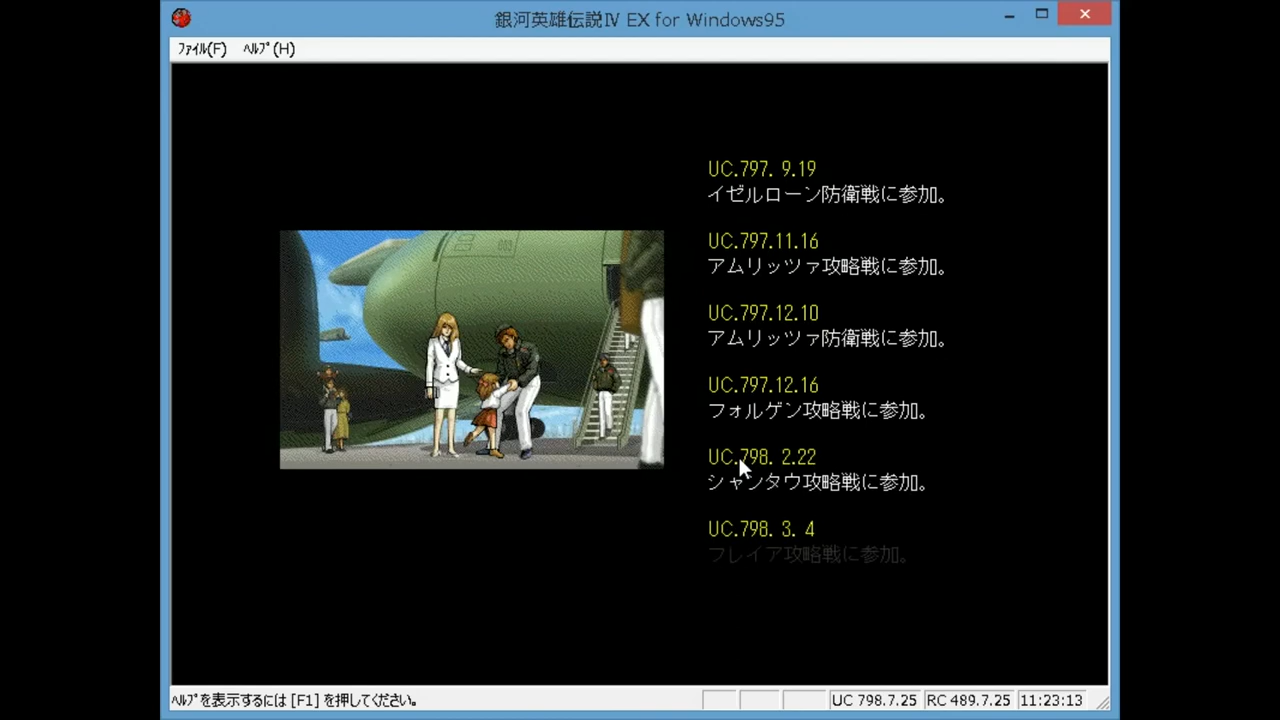 銀河英雄伝説Ⅳ EX for Windows95
ﾌｧｲﾙ(F) ﾍﾙﾌﾟ(H)
UC.797. 9.19
イゼルローン防衛戦に参加。
UC.797.11.16
アムリッツァ攻略戦に参加。
UC.797.12.10
アムリッツァ防衛戦に参加。
UC.797.12.16
フォルゲン攻略戦に参加。
UC.798. 2.22
シャンタウ攻略戦に参加。
UC.798. 3. 4
フレイア攻略戦に参加。
ﾍﾙﾌﾟを表示するには [F1] を押してください。
UC 798.7.25 RC 489.7.25 11:23:13